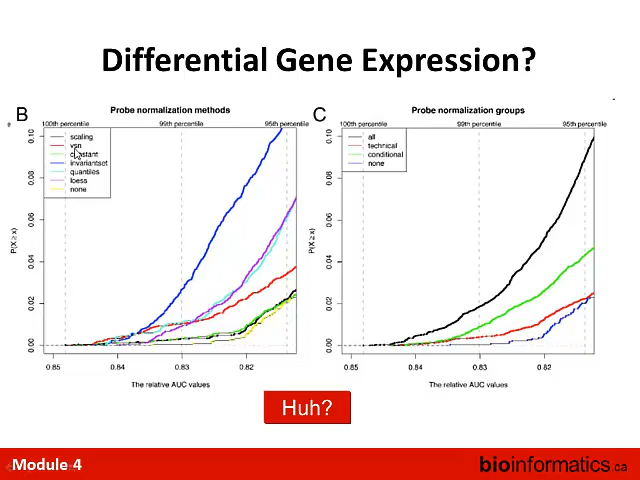 Differential Gene Expression?
B
Probe normalization methods
100th percentile
99th percentile
95th percentile
scaling
vsn
constant
invariantset
quantiles
loess
none
P(X ≥ x)
0.00
0.02
0.04
0.06
0.08
0.10
0.85
0.84
0.83
0.82
The relative AUC values
C
Probe normalization groups
100th percentile
99th percentile
95th percentile
all
technical
conditional
none
P(X ≥ x)
0.00
0.02
0.04
0.06
0.08
0.10
0.85
0.84
0.83
0.82
The relative AUC values
Huh?
Module 4
bioinformatics.ca